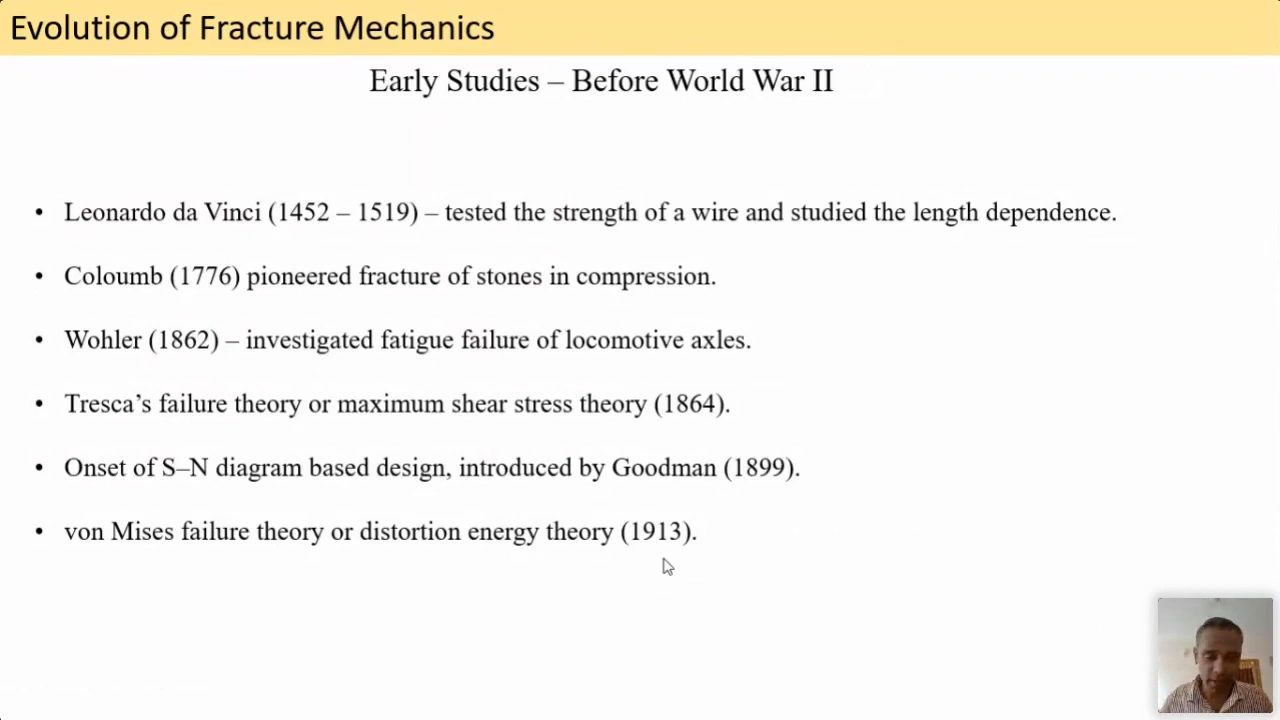 Evolution of Fracture Mechanics
Early Studies – Before World War II
• Leonardo da Vinci (1452 – 1519) – tested the strength of a wire and studied the length dependence.
• Coloumb (1776) pioneered fracture of stones in compression.
• Wohler (1862) – investigated fatigue failure of locomotive axles.
• Tresca’s failure theory or maximum shear stress theory (1864).
• Onset of S–N diagram based design, introduced by Goodman (1899).
• von Mises failure theory or distortion energy theory (1913).